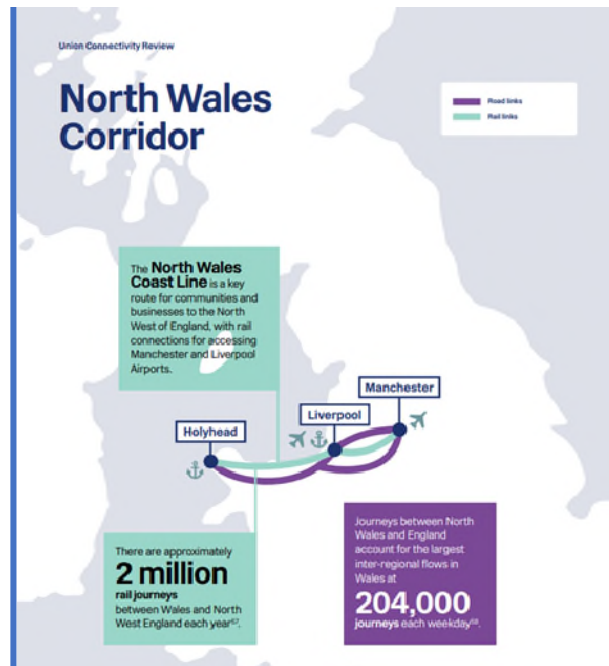 Union Connectivity Review
North Wales
Corridor
Road links
Rail links
The North Wales
Coast Line is a key
route for communities and
businesses to the North
West of England, with rail
connections for accessing
Manchester and Liverpool
Airports.
Manchester
Liverpool
Holyhead
There are approximately
2 million
rail journeys
between Wales and North
West England each year⁶⁷.
Journeys between North
Wales and England
account for the largest
inter-regional flows in
Wales at
204,000
journeys each weekday⁶⁸.